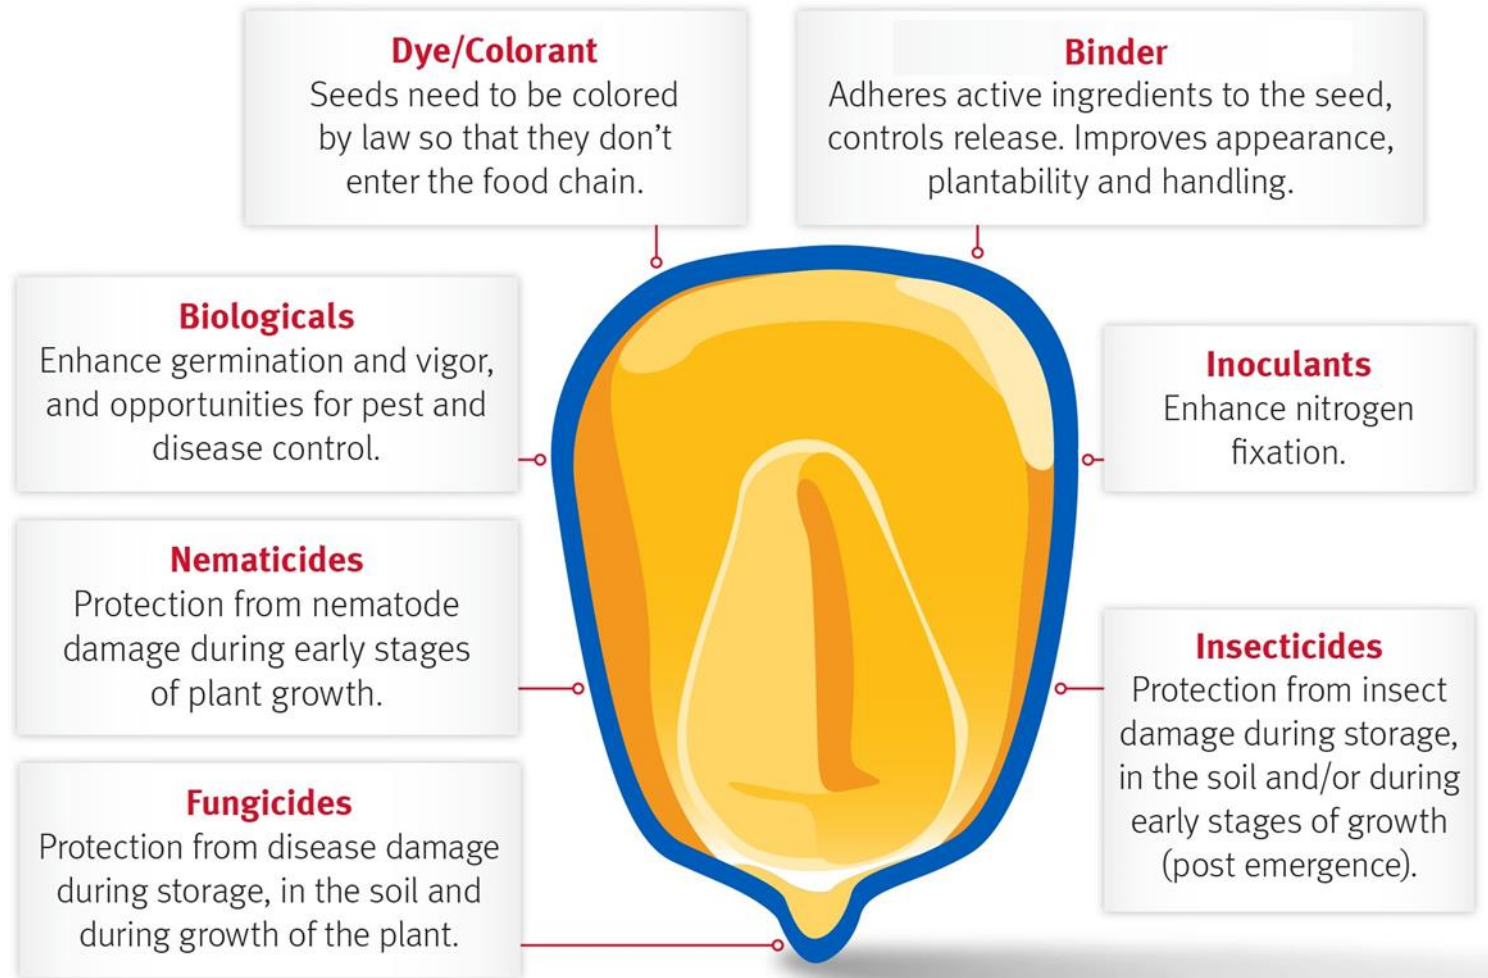 Dye/Colorant
Seeds need to be colored
by law so that they don’t
enter the food chain.
Binder
Adheres active ingredients to the seed,
controls release. Improves appearance,
plantability and handling.
Biologicals
Enhance germination and vigor,
and opportunities for pest and
disease control.
Inoculants
Enhance nitrogen
fixation.
Nematicides
Protection from nematode
damage during early stages
of plant growth.
Insecticides
Protection from insect
damage during storage,
in the soil and/or during
early stages of growth
(post emergence).
Fungicides
Protection from disease damage
during storage, in the soil and
during growth of the plant.